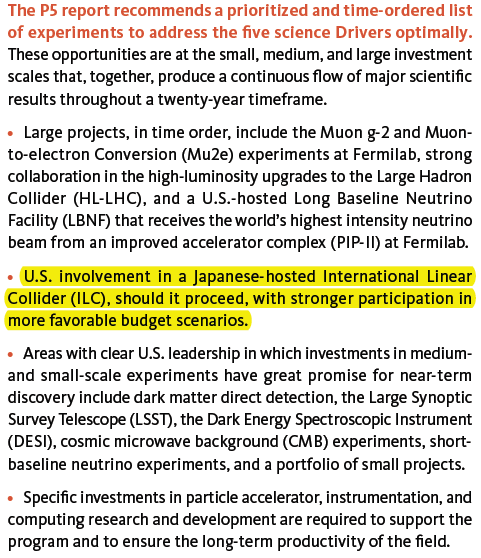 The P5 report recommends a prioritized and time-ordered list
of experiments to address the five science Drivers optimally.
These opportunities are at the small, medium, and large investment
scales that, together, produce a continuous flow of major scientific
results throughout a twenty-year timeframe.
• Large projects, in time order, include the Muon g-2 and Muon-
to-electron Conversion (Mu2e) experiments at Fermilab, strong
collaboration in the high-luminosity upgrades to the Large Hadron
Collider (HL-LHC), and a U.S.-hosted Long Baseline Neutrino
Facility (LBNF) that receives the world’s highest intensity neutrino
beam from an improved accelerator complex (PIP-II) at Fermilab.
• U.S. involvement in a Japanese-hosted International Linear
Collider (ILC), should it proceed, with stronger participation in
more favorable budget scenarios.
• Areas with clear U.S. leadership in which investments in medium-
and small-scale experiments have great promise for near-term
discovery include dark matter direct detection, the Large Synoptic
Survey Telescope (LSST), the Dark Energy Spectroscopic Instrument
(DESI), cosmic microwave background (CMB) experiments, short-
baseline neutrino experiments, and a portfolio of small projects.
• Specific investments in particle accelerator, instrumentation, and
computing research and development are required to support the
program and to ensure the long-term productivity of the field.